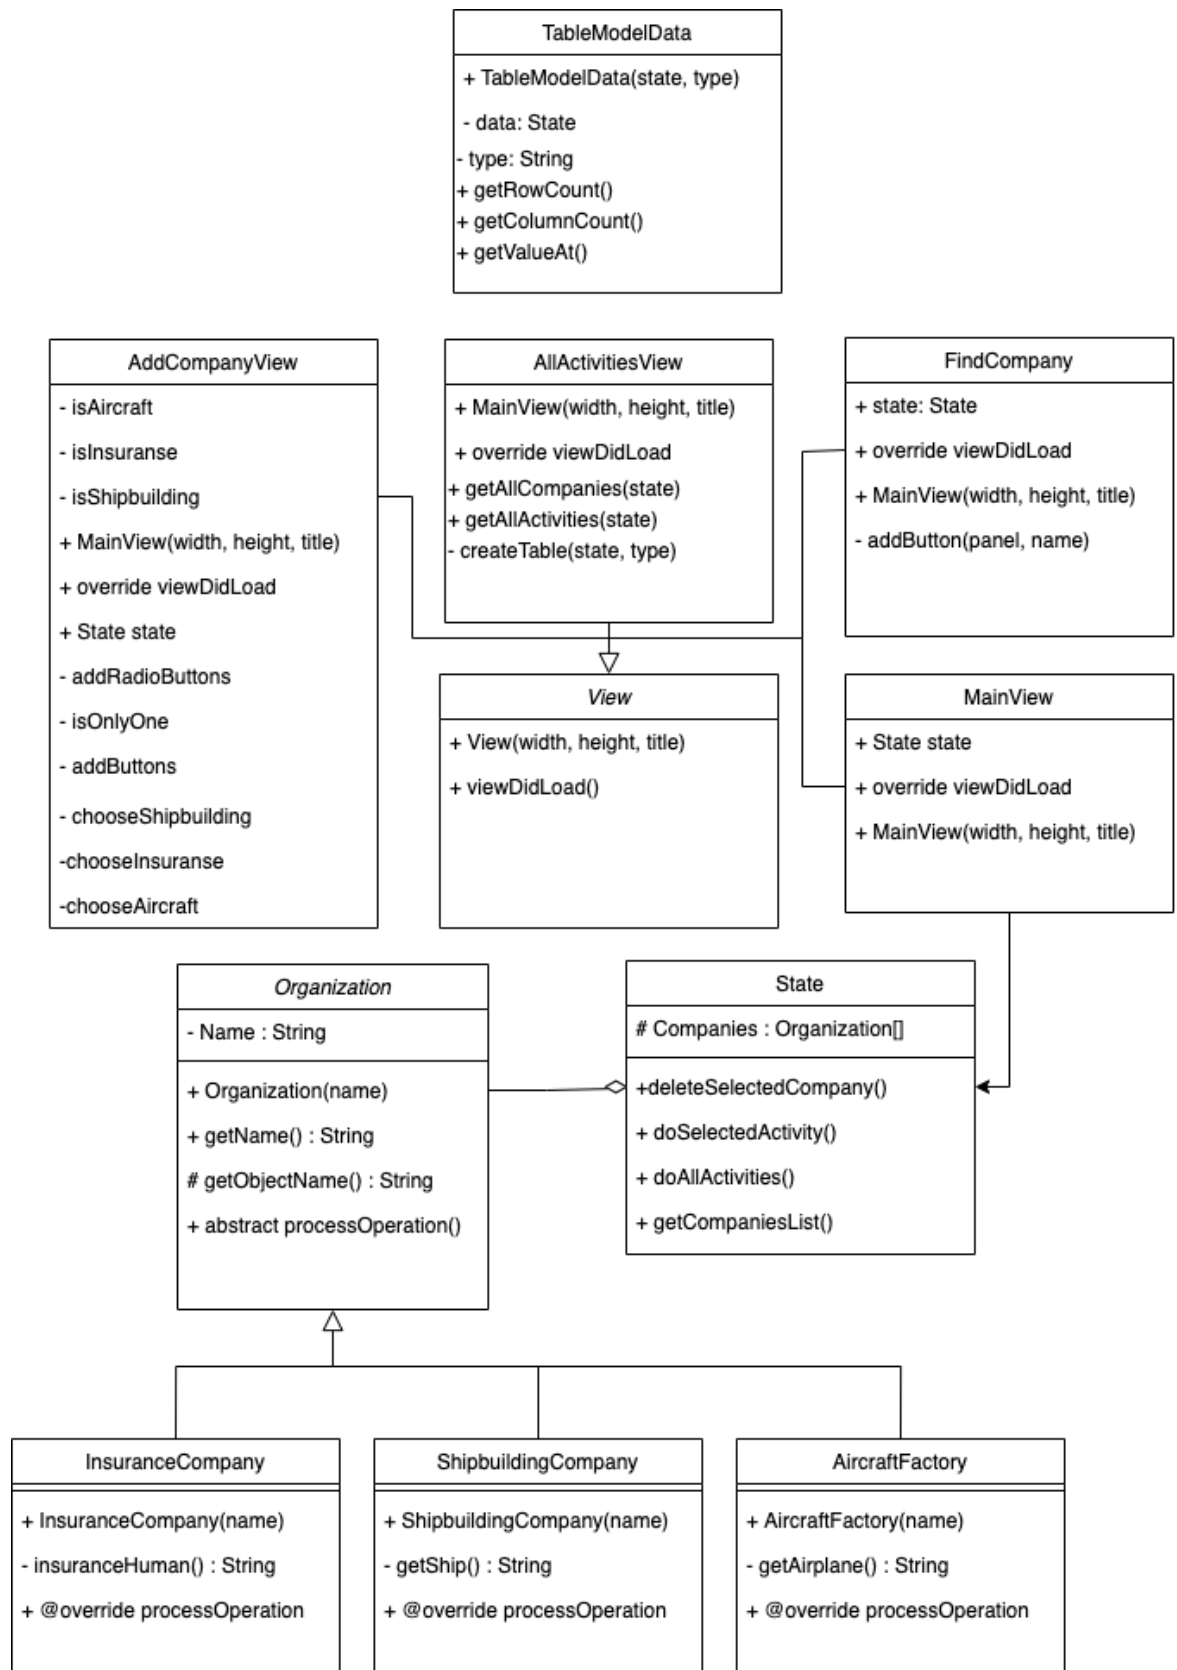 TableModelData
+ TableModelData(state, type)
- data: State
- type: String
+ getRowCount()
+ getColumnCount()
+ getValueAt()
AddCompanyView
- isAircraft
- isInsuranse
- isShipbuilding
+ MainView(width, height, title)
+ override viewDidLoad
+ State state
- addRadioButtons
- isOnlyOne
- addButtons
- chooseShipbuilding
-chooseInsuranse
-chooseAircraft
AllActivitiesView
+ MainView(width, height, title)
+ override viewDidLoad
+ getAllCompanies(state)
+ getAllActivities(state)
- createTable(state, type)
FindCompany
+ state: State
+ override viewDidLoad
+ MainView(width, height, title)
- addButton(panel, name)
View
+ View(width, height, title)
+ viewDidLoad()
MainView
+ State state
+ override viewDidLoad
+ MainView(width, height, title)
Organization
- Name : String
+ Organization(name)
+ getName() : String
# getObjectName() : String
+ abstract processOperation()
State
# Companies : Organization[]
+deleteSelectedCompany()
+ doSelectedActivity()
+ doAllActivities()
+ getCompaniesList()
InsuranceCompany
+ InsuranceCompany(name)
- insuranceHuman() : String
+ @override processOperation
ShipbuildingCompany
+ ShipbuildingCompany(name)
- getShip() : String
+ @override processOperation
AircraftFactory
+ AircraftFactory(name)
- getAirplane() : String
+ @override processOperation